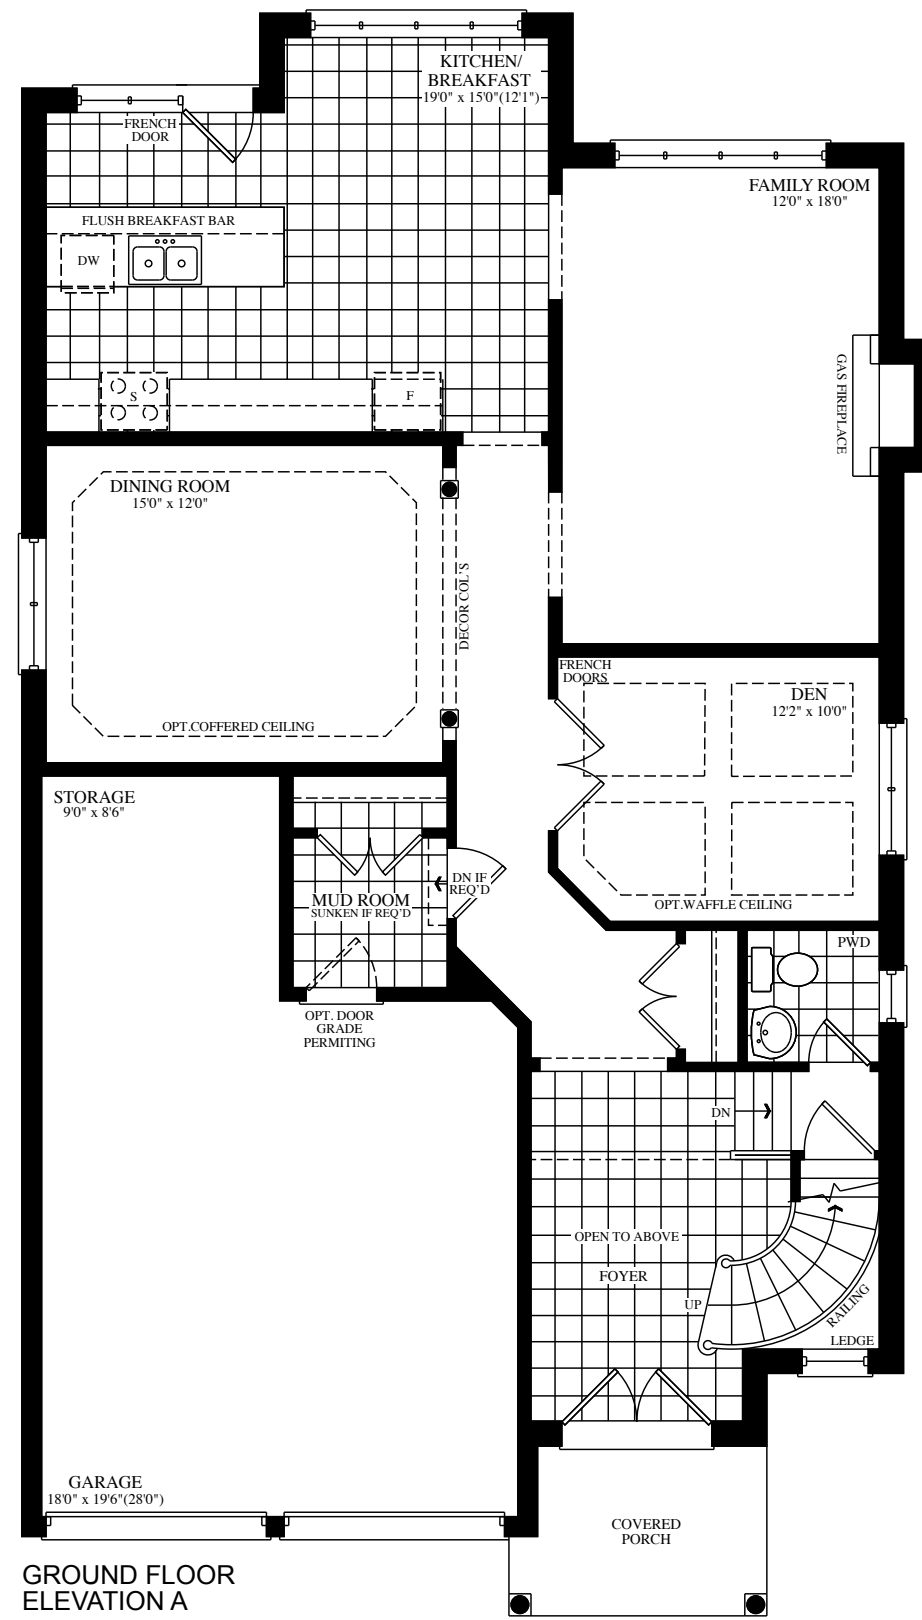 KITCHEN/
BREAKFAST
19'0" x 15'0"(12'1")
FRENCH
DOOR
FAMILY ROOM
12'0" x 18'0"
FLUSH BREAKFAST BAR
DW
GAS FIREPLACE
S
F
DINING ROOM
15'0" x 12'0"
DECOR COL'S
OPT.COFFERED CEILING
FRENCH
DOORS
DEN
12'2" x 10'0"
OPT.WAFFLE CEILING
STORAGE
9'0" x 8'6"
DN IF
REQ'D
MUD ROOM
SUNKEN IF REQ'D
OPT. DOOR
GRADE
PERMITING
PWD
DN
OPEN TO ABOVE
FOYER
UP
RAILING
LEDGE
GARAGE
18'0" x 19'6"(28'0")
COVERED
PORCH
GROUND FLOOR
ELEVATION A